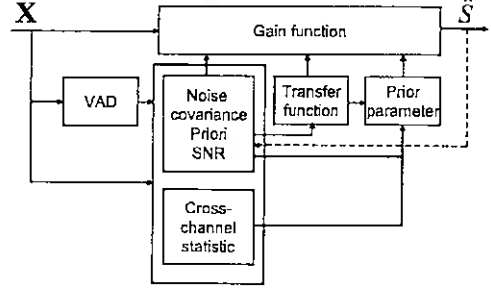 X
Gain function
Ŝ
VAD
Noise
covariance
Priori
SNR
Transfer
function
Prior
parameter
Cross-
channel
statistic